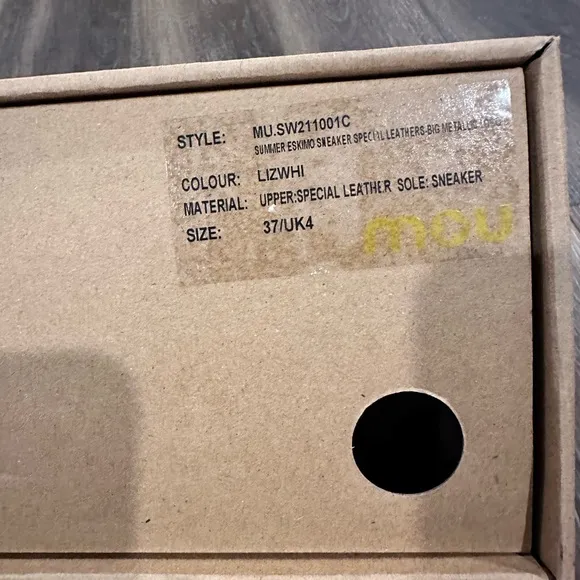 STYLE: MU.SW211001C
SUMMER ESKIMO SNEAKER SPECIAL LEATHERS-BIG METALLIC LOGO
COLOUR: LIZWHI
MATERIAL: UPPER:SPECIAL LEATHER SOLE: SNEAKER
SIZE: 37/UK4
mou